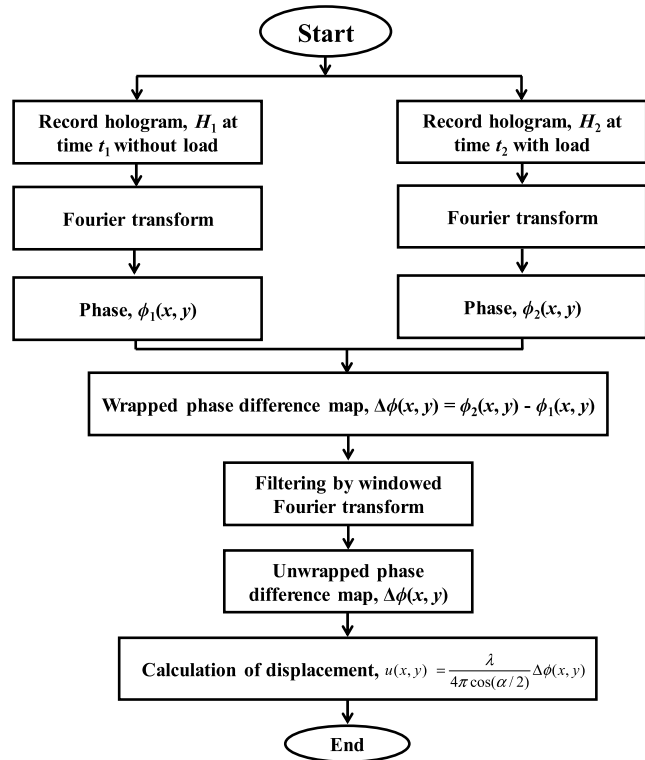 Start
Record hologram, H₁ at
time t₁ without load
Record hologram, H₂ at
time t₂ with load
Fourier transform
Fourier transform
Phase, ϕ₁(x, y)
Phase, ϕ₂(x, y)
Wrapped phase difference map, Δϕ(x, y) = ϕ₂(x, y) - ϕ₁(x, y)
Filtering by windowed
Fourier transform
Unwrapped phase
difference map, Δϕ(x, y)
Calculation of displacement, u(x, y) = λ / 4π cos(α / 2) Δϕ(x, y)
End